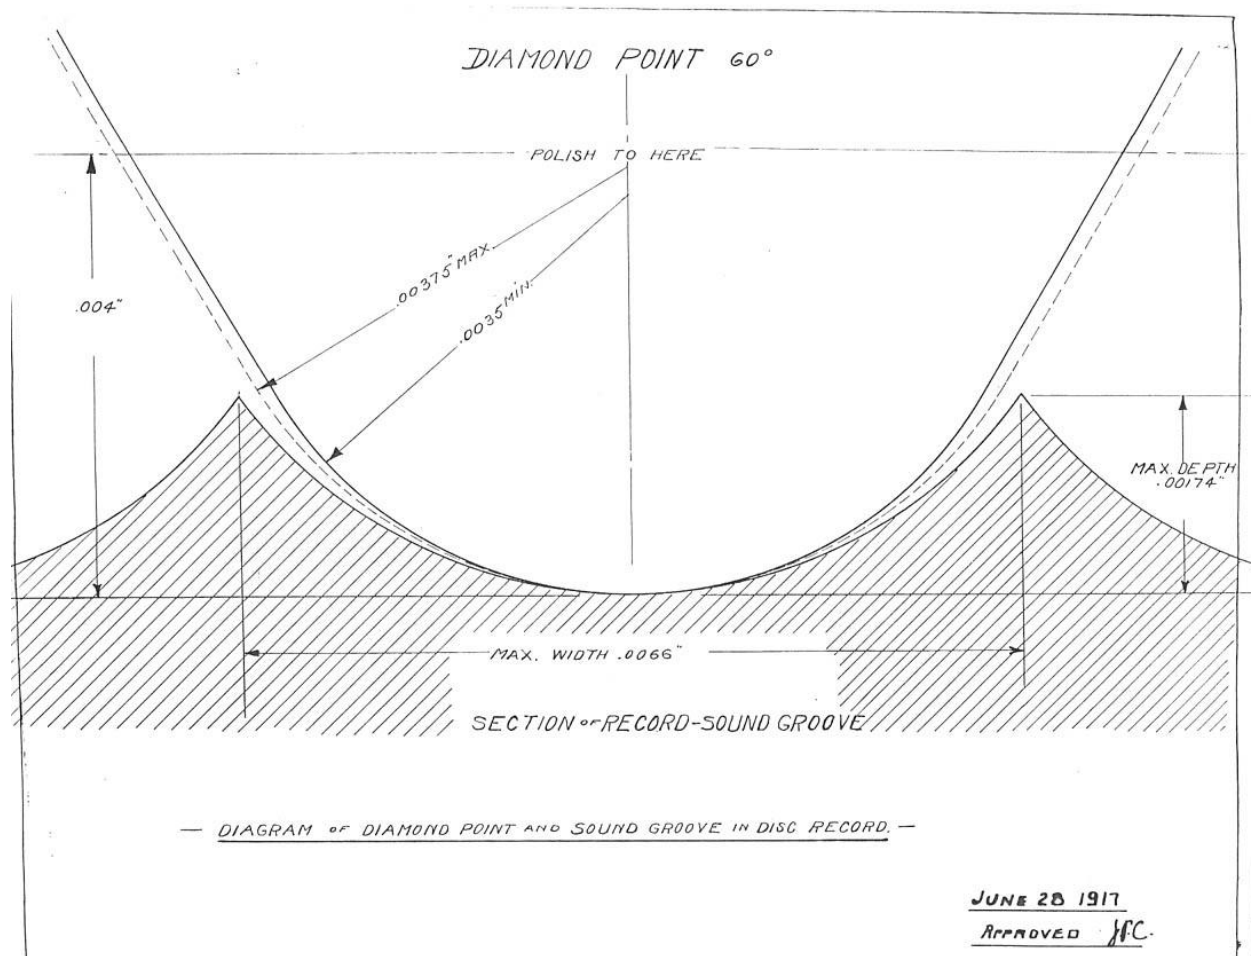 DIAMOND POINT 60°
POLISH TO HERE
.00375" MAX.
.0035 MIN.
.004"
MAX. DEPTH
.00174"
MAX. WIDTH .0066"
SECTION OF RECORD-SOUND GROOVE
— DIAGRAM OF DIAMOND POINT AND SOUND GROOVE IN DISC RECORD. —
JUNE 28 1917
APPROVED